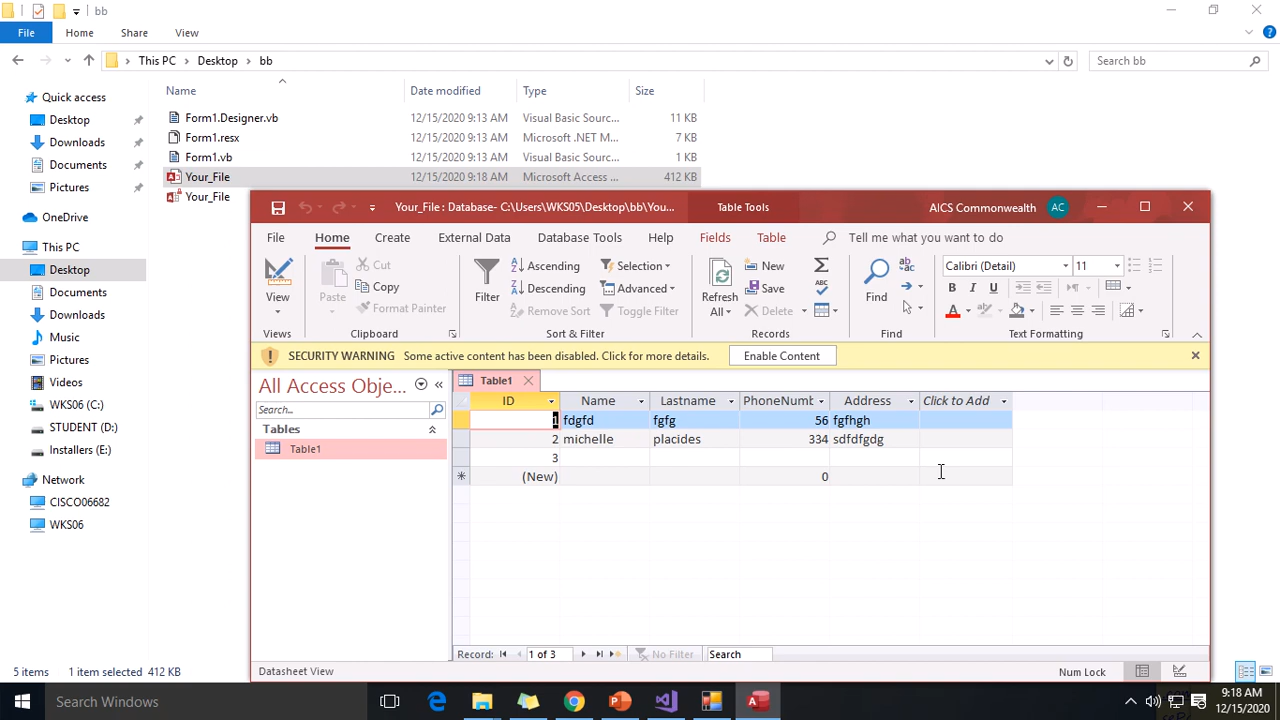 bb
File Home Share View
This PC Desktop bb Search bb
Name Date modified Type Size
Quick access
Desktop
Downloads
Documents
Pictures
OneDrive
This PC
Desktop
Documents
Downloads
Music
Pictures
Videos
WKS06 (C:)
STUDENT (D:)
Installers (E:)
Network
CISCO06682
WKS06
Form1.Designer.vb 12/15/2020 9:13 AM Visual Basic Sourc... 11 KB
Form1.resx 12/15/2020 9:13 AM Microsoft .NET M... 7 KB
Form1.vb 12/15/2020 9:13 AM Visual Basic Sourc... 1 KB
Your_File 12/15/2020 9:18 AM Microsoft Access ... 412 KB
Your_File
Your_File : Database- C:\Users\WKS05\Desktop\bb\You... Table Tools AICS Commonwealth AC
File Home Create External Data Database Tools Help Fields Table Tell me what you want to do
View
Views
Paste
Cut
Copy
Format Painter
Clipboard
Filter
Ascending
Descending
Remove Sort
Selection
Advanced
Toggle Filter
Sort & Filter
Refresh All
New
Save
Delete
Records
Find
Find
Calibri (Detail) 11
B I U
Text Formatting
SECURITY WARNING Some active content has been disabled. Click for more details. Enable Content
All Access Obje...
Search...
Tables
Table1
Table1
ID Name Lastname PhoneNumb Address Click to Add
1 fdgfd fgfg 56 fgfhgh
2 michelle placides 334 sdfdfgdg
3
(New) 0
Record: 1 of 3 No Filter Search
Datasheet View Num Lock
5 items 1 item selected 412 KB
Search Windows
9:18 AM
12/15/2020